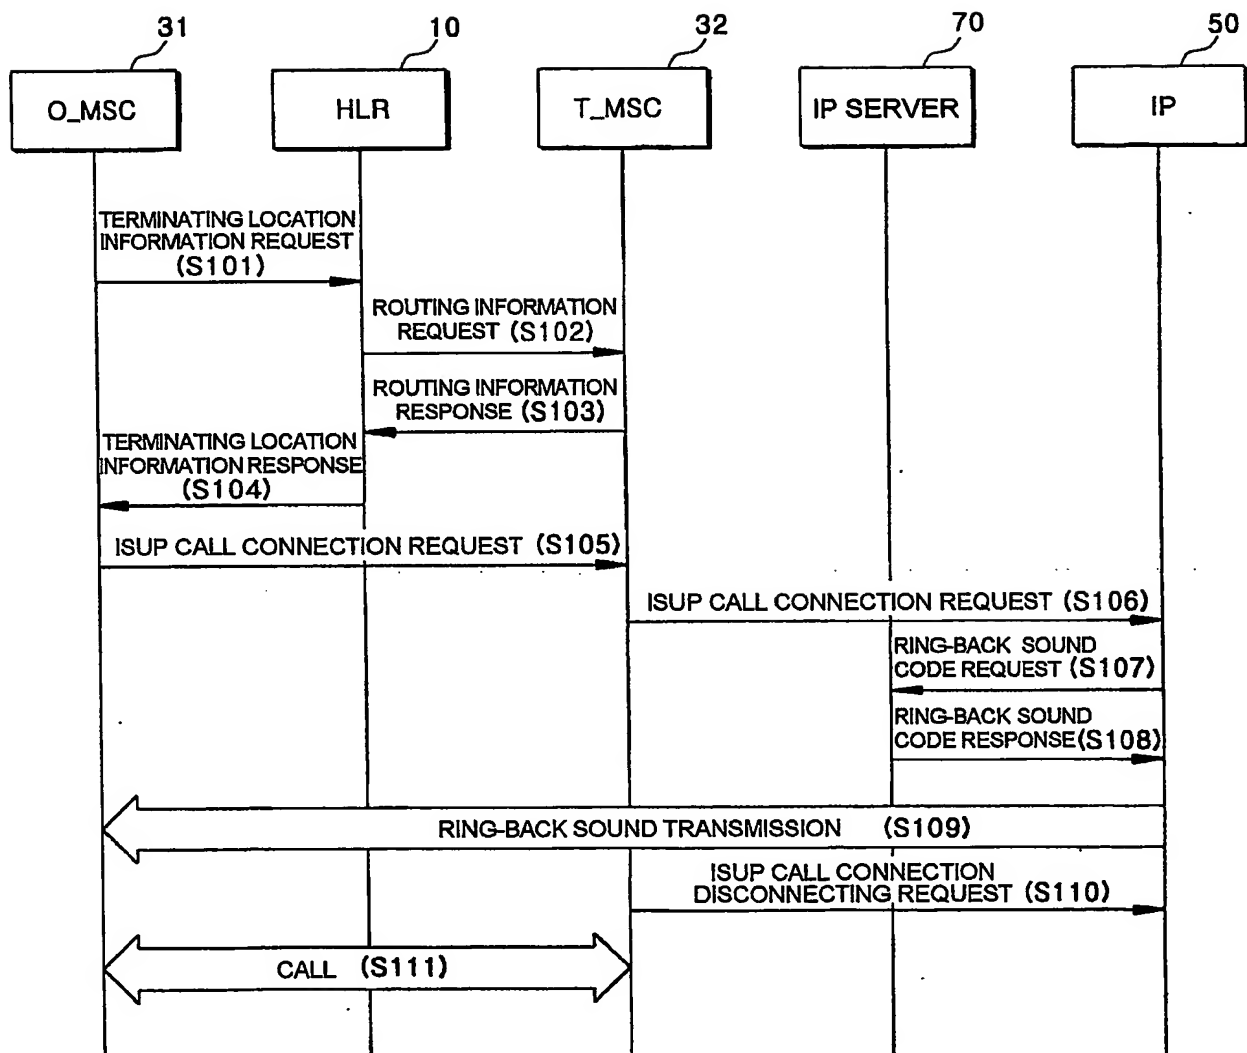 31
10
32
70
50
O_MSC
HLR
T_MSC
IP SERVER
IP
TERMINATING LOCATION
INFORMATION REQUEST
(S101)
ROUTING INFORMATION
REQUEST (S102)
ROUTING INFORMATION
RESPONSE (S103)
TERMINATING LOCATION
INFORMATION RESPONSE
(S104)
ISUP CALL CONNECTION REQUEST (S105)
ISUP CALL CONNECTION REQUEST (S106)
RING-BACK SOUND
CODE REQUEST (S107)
RING-BACK SOUND
CODE RESPONSE(S108)
RING-BACK SOUND TRANSMISSION (S109)
ISUP CALL CONNECTION
DISCONNECTING REQUEST (S110)
CALL (S111)